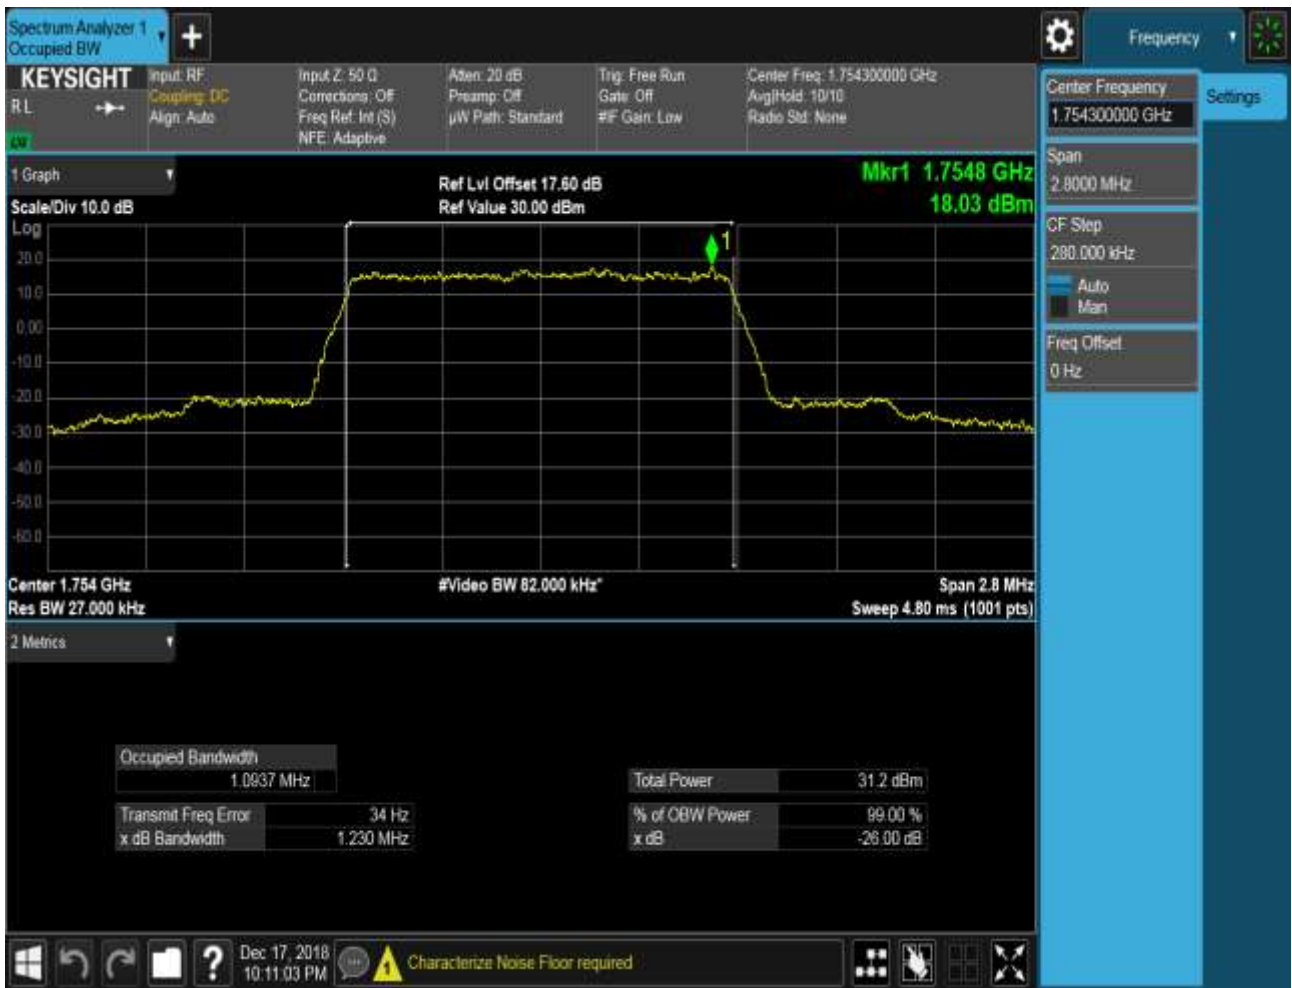 Spectrum Analyzer 1
Occupied BW
Frequency
KEYSIGHT
R L
LXI
Input: RF
Coupling: DC
Align: Auto
Input Z: 50 Ω
Corrections: Off
Freq Ref: Int (S)
NFE: Adaptive
Atten: 20 dB
Preamp: Off
µW Path: Standard
Trig: Free Run
Gate: Off
#IF Gain: Low
Center Freq: 1.754300000 GHz
Avg|Hold: 10/10
Radio Std: None
Center Frequency
1.754300000 GHz
Settings
Span
2.8000 MHz
CF Step
280.000 kHz
Auto
Man
Freq Offset
0 Hz
1 Graph
Scale/Div 10.0 dB
Log
Ref Lvl Offset 17.60 dB
Ref Value 30.00 dBm
Mkr1 1.7548 GHz
18.03 dBm
1
20.0
10.0
0.00
-10.0
-20.0
-30.0
-40.0
-50.0
-60.0
Center 1.754 GHz
Res BW 27.000 kHz
#Video BW 82.000 kHz*
Span 2.8 MHz
Sweep 4.80 ms (1001 pts)
2 Metrics
Occupied Bandwidth
1.0937 MHz
Transmit Freq Error 34 Hz
x dB Bandwidth 1.230 MHz
Total Power 31.2 dBm
% of OBW Power 99.00 %
x dB -26.00 dB
Dec 17, 2018
10:11:03 PM
1
Characterize Noise Floor required